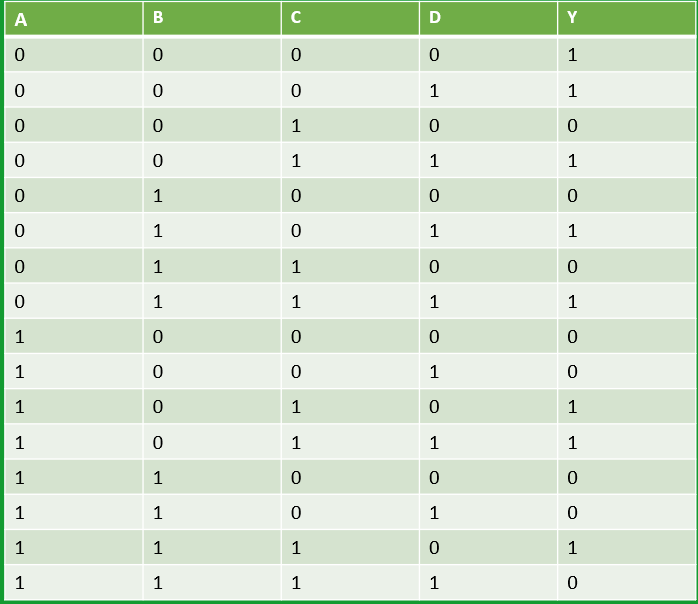 A B C D Y
0 0 0 0 1
0 0 0 1 1
0 0 1 0 0
0 0 1 1 1
0 1 0 0 0
0 1 0 1 1
0 1 1 0 0
0 1 1 1 1
1 0 0 0 0
1 0 0 1 0
1 0 1 0 1
1 0 1 1 1
1 1 0 0 0
1 1 0 1 0
1 1 1 0 1
1 1 1 1 0